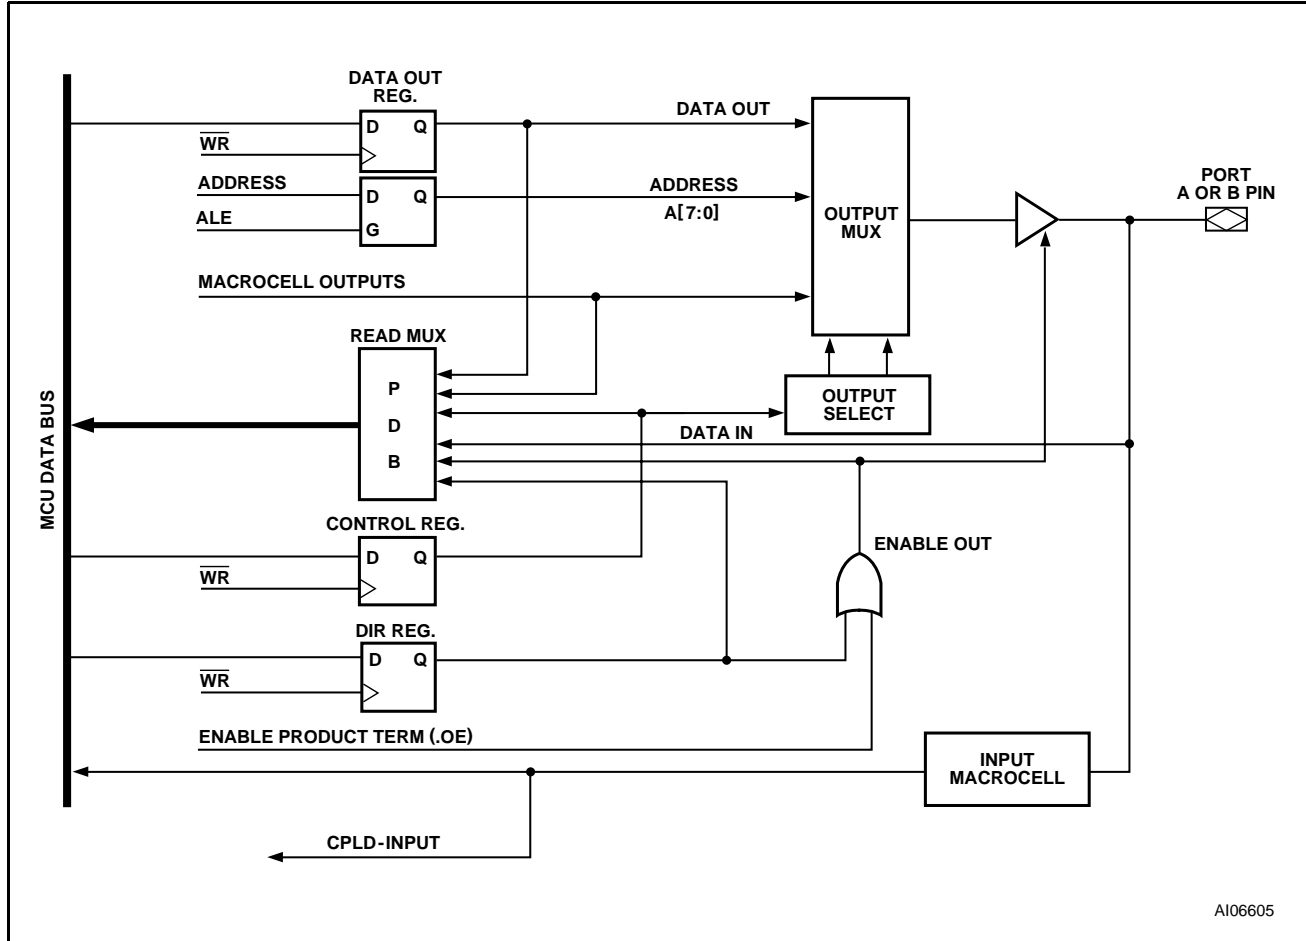 DATA OUT
REG.
D Q
WR
DATA OUT
ADDRESS
ALE
D Q
G
ADDRESS
A[7:0]
OUTPUT
MUX
PORT
A OR B PIN
MACROCELL OUTPUTS
READ MUX
P
D
B
OUTPUT
SELECT
DATA IN
MCU DATA BUS
CONTROL REG.
D Q
WR
ENABLE OUT
DIR REG.
D Q
WR
ENABLE PRODUCT TERM (.OE)
INPUT
MACROCELL
CPLD-INPUT
AI06605